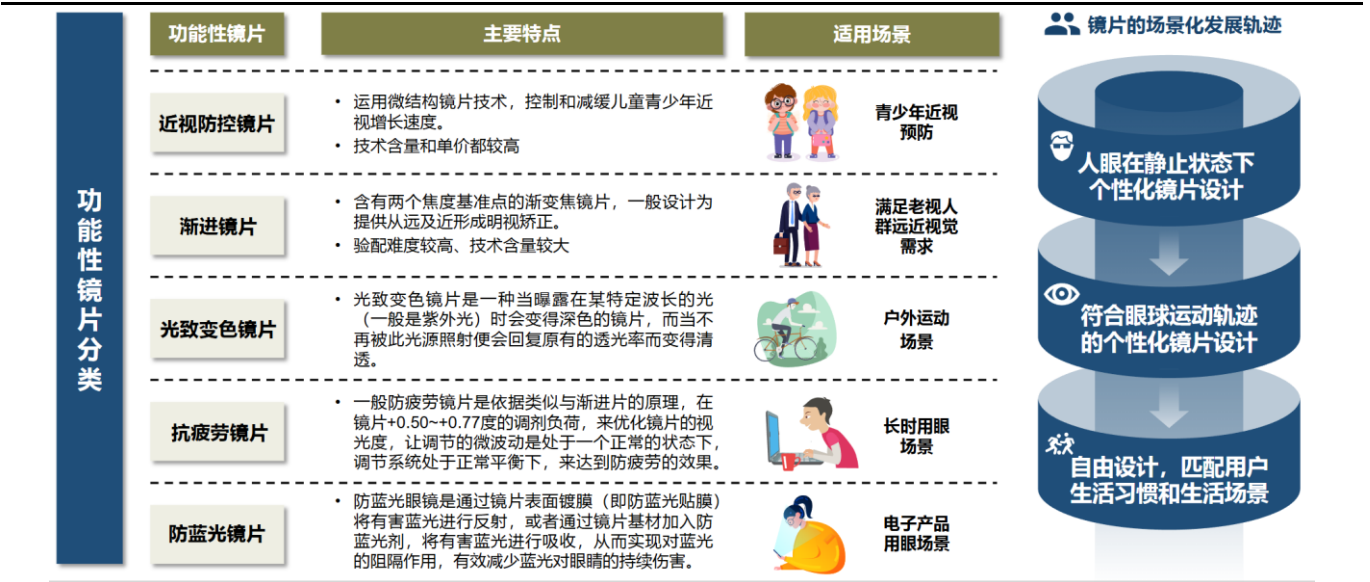 功能性镜片
主要特点
适用场景
镜片的场景化发展轨迹
功能性镜片分类
近视防控镜片
• 运用微结构镜片技术，控制和减缓儿童青少年近
视增长速度。
• 技术含量和单价都较高
青少年近视
预防
渐进镜片
• 含有两个焦度基准点的渐变焦镜片，一般设计为
提供从远及近形成明视矫正。
• 验配难度较高、技术含量较大
满足老视人
群远近视觉
需求
光致变色镜片
• 光致变色镜片是一种当曝露在某特定波长的光
（一般是紫外光）时会变得深色的镜片，而当不
再被此光源照射便会回复原有的透光率而变得清
透。
户外运动
场景
抗疲劳镜片
• 一般防疲劳镜片是依据类似与渐进片的原理，在
镜片+0.50~+0.77度的调剂负荷，来优化镜片的视
光度，让调节的微波动是处于一个正常的状态下，
调节系统处于正常平衡下，来达到防疲劳的效果。
长时用眼
场景
防蓝光镜片
• 防蓝光眼镜是通过镜片表面镀膜（即防蓝光贴膜）
将有害蓝光进行反射，或者通过镜片基材加入防
蓝光剂，将有害蓝光进行吸收，从而实现对蓝光
的阻隔作用，有效减少蓝光对眼睛的持续伤害。
电子产品
用眼场景
人眼在静止状态下
个性化镜片设计
符合眼球运动轨迹
的个性化镜片设计
自由设计，匹配用户
生活习惯和生活场景